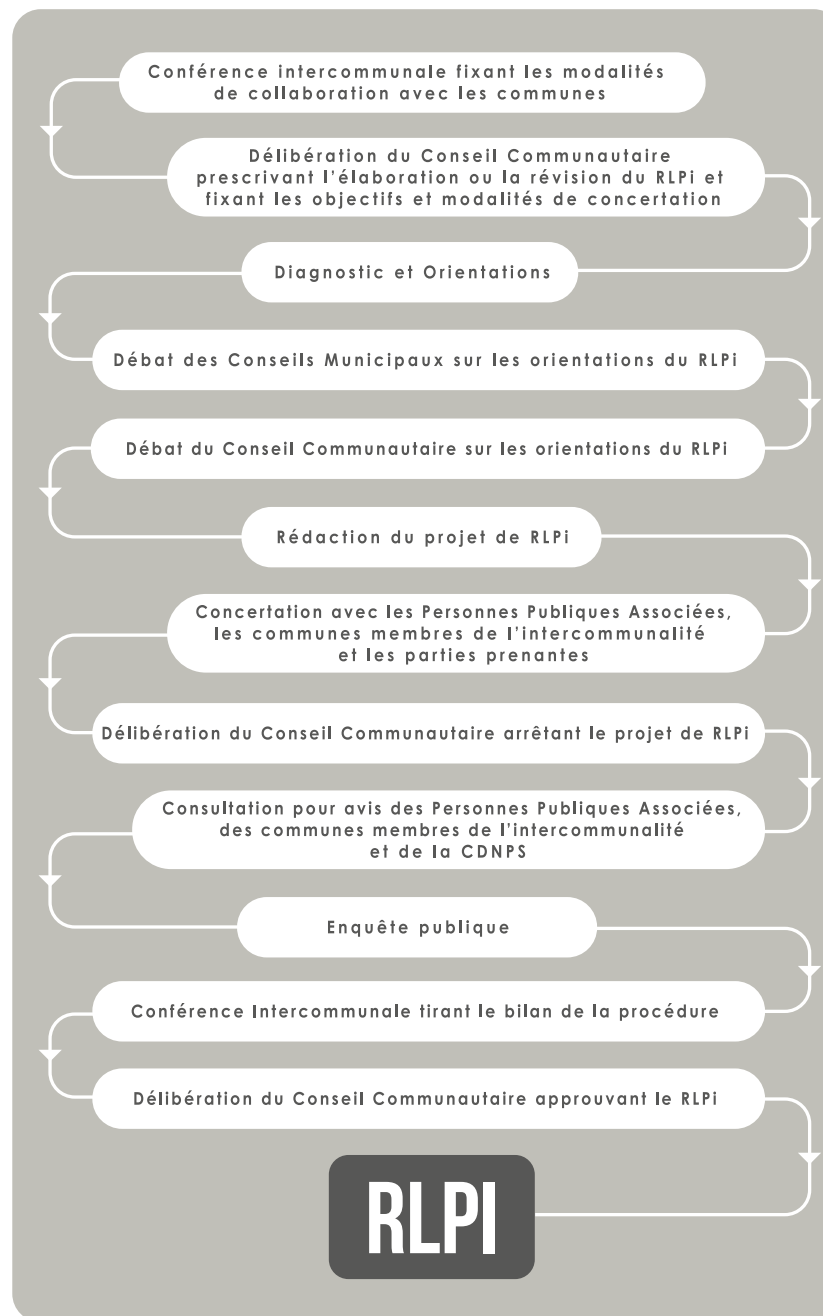 Conférence intercommunale fixant les modalités
de collaboration avec les communes
Délibération du Conseil Communautaire
prescrivant l'élaboration ou la révision du RLPi et
fixant les objectifs et modalités de concertation
Diagnostic et Orientations
Débat des Conseils Municipaux sur les orientations du RLPi
Débat du Conseil Communautaire sur les orientations du RLPi
Rédaction du projet de RLPi
Concertation avec les Personnes Publiques Associées,
les communes membres de l'intercommunalité
et les parties prenantes
Délibération du Conseil Communautaire arrêtant le projet de RLPi
Consultation pour avis des Personnes Publiques Associées,
des communes membres de l'intercommunalité
et de la CDNPS
Enquête publique
Conférence Intercommunale tirant le bilan de la procédure
Délibération du Conseil Communautaire approuvant le RLPi
RLPI